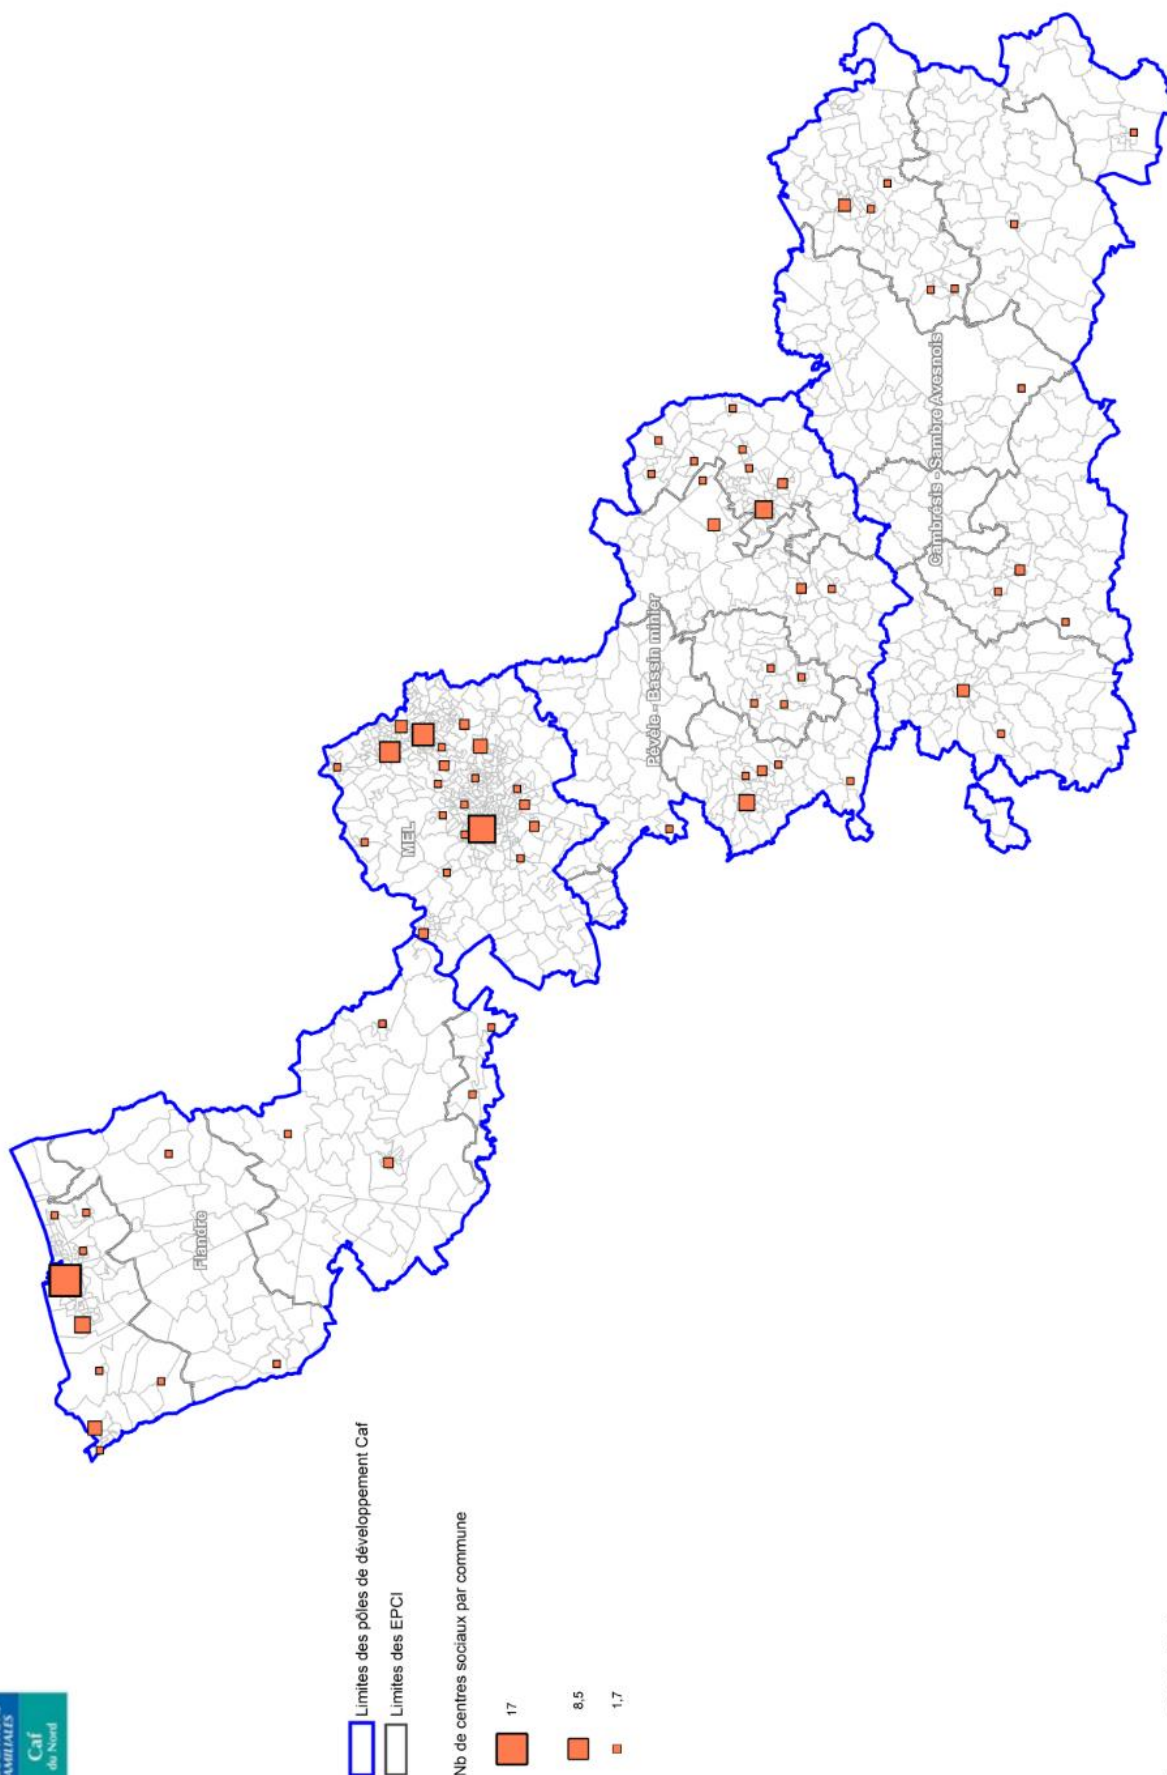 FAMILIALES
Caf
du Nord
Flandre
MEL
Pévèle - Bassin minier
Cambrésis - Sambre Avesnois
Limites des pôles de développement Caf
Limites des EPCI
Nb de centres sociaux par commune
17
8,5
1,7